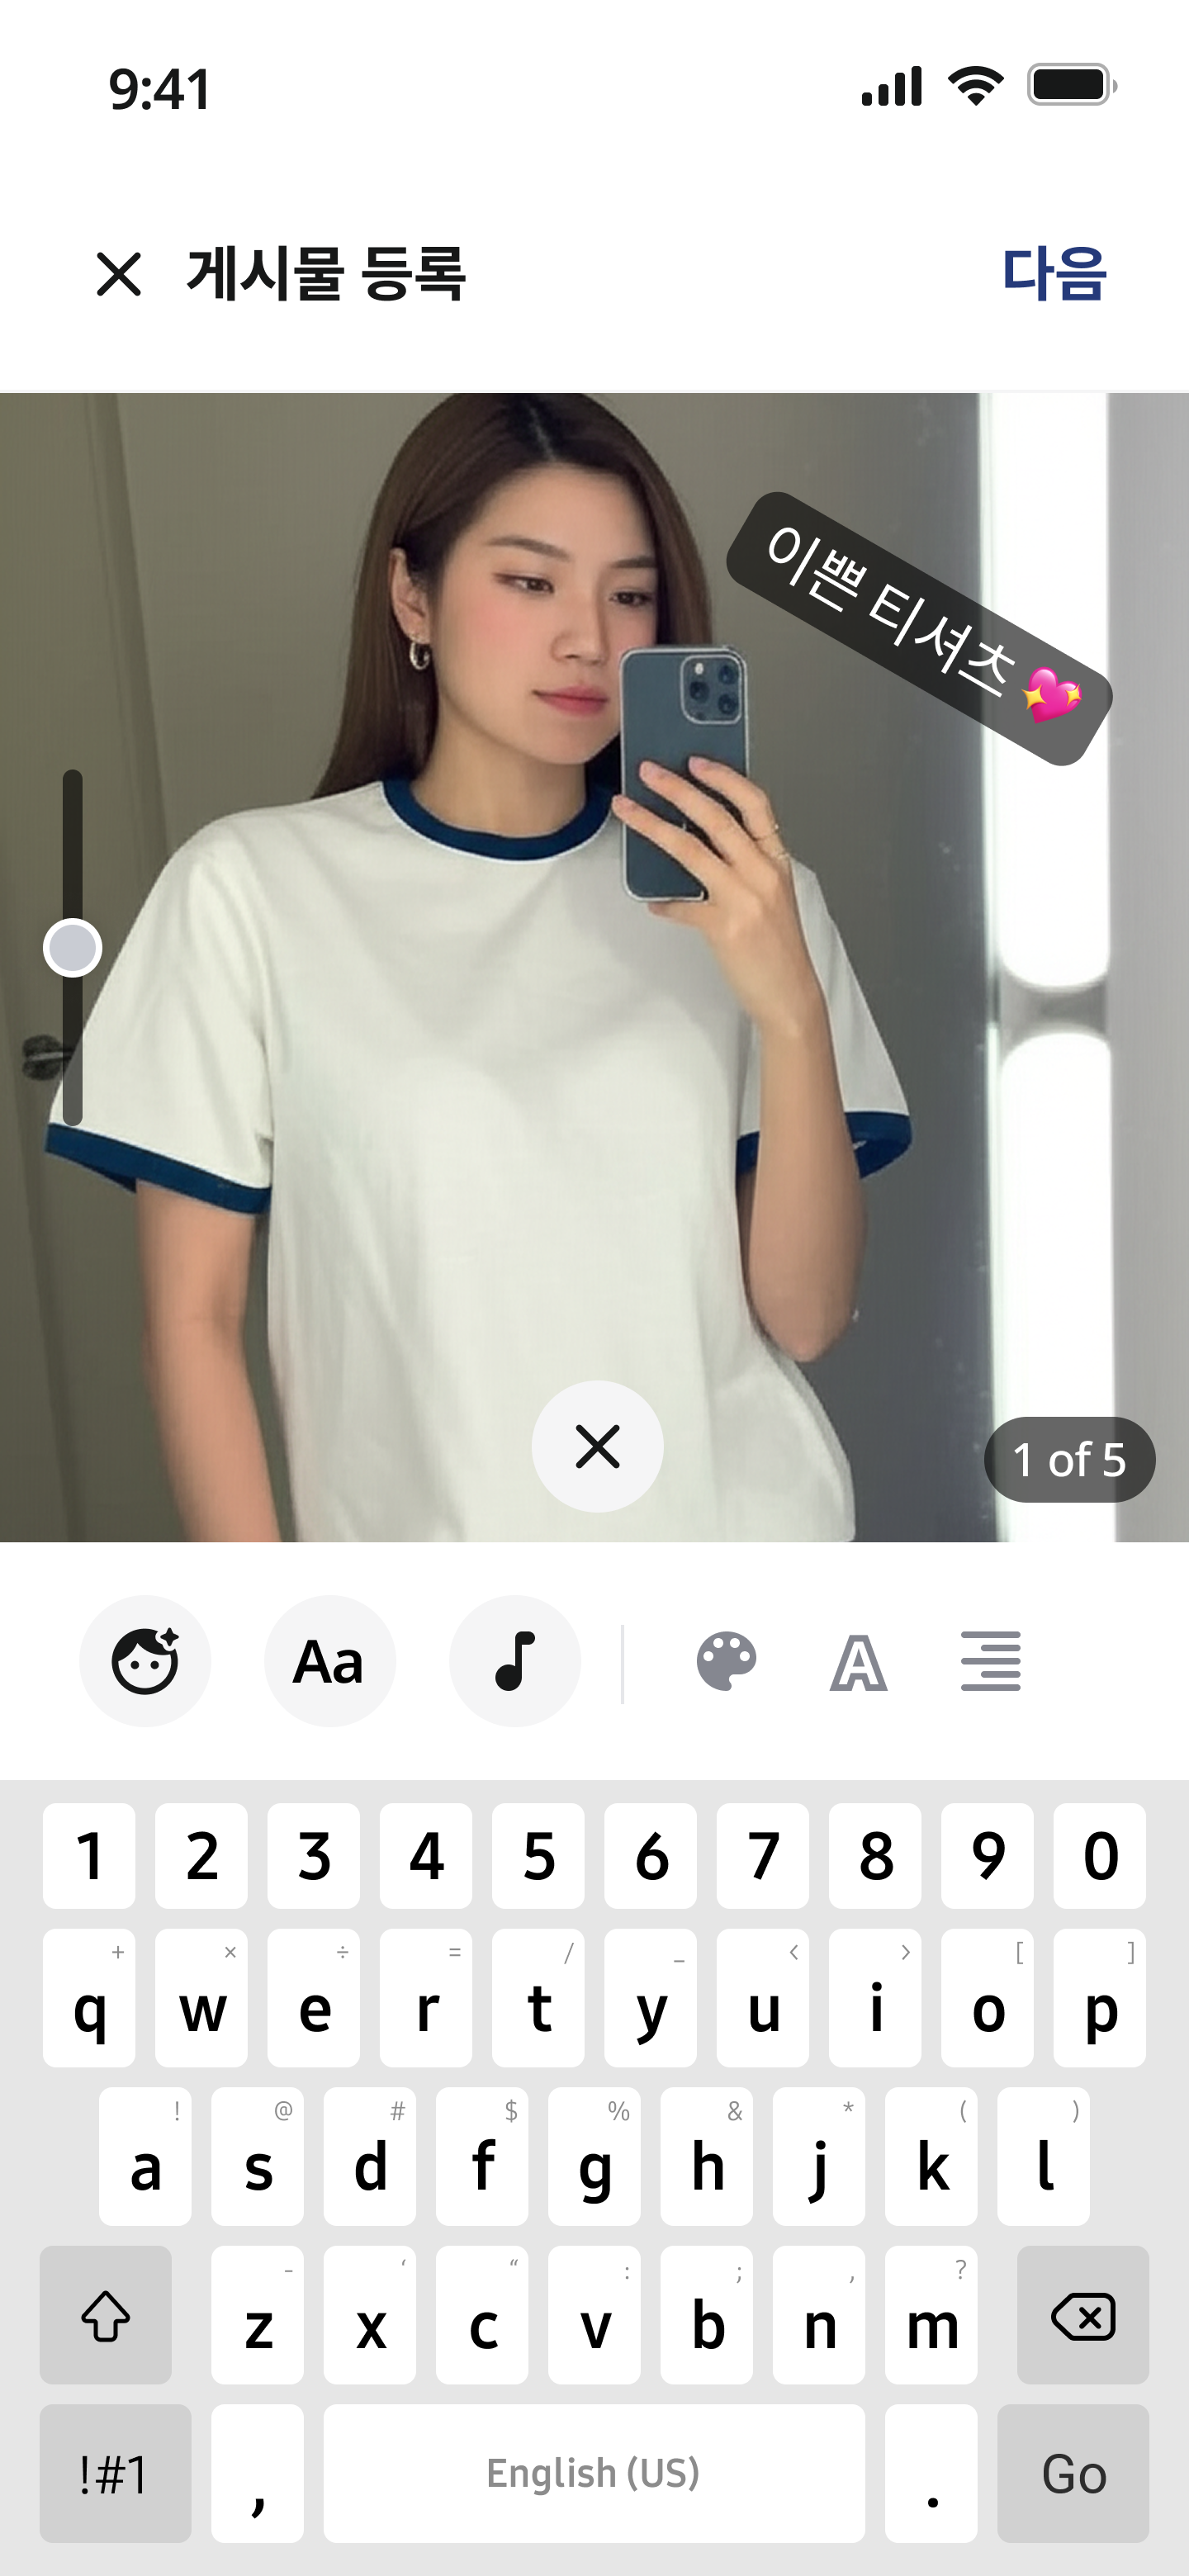 9:41
게시물 등록
다음
이쁜 티셔츠 💖
1 of 5
Aa
A
1 2 3 4 5 6 7 8 9 0
+ × ÷ = / _ < > [ ]
q w e r t y u i o p
! @ # $ % & * ( )
a s d f g h j k l
- ‘ “ : ; , ?
z x c v b n m
!#1 , English (US) . Go